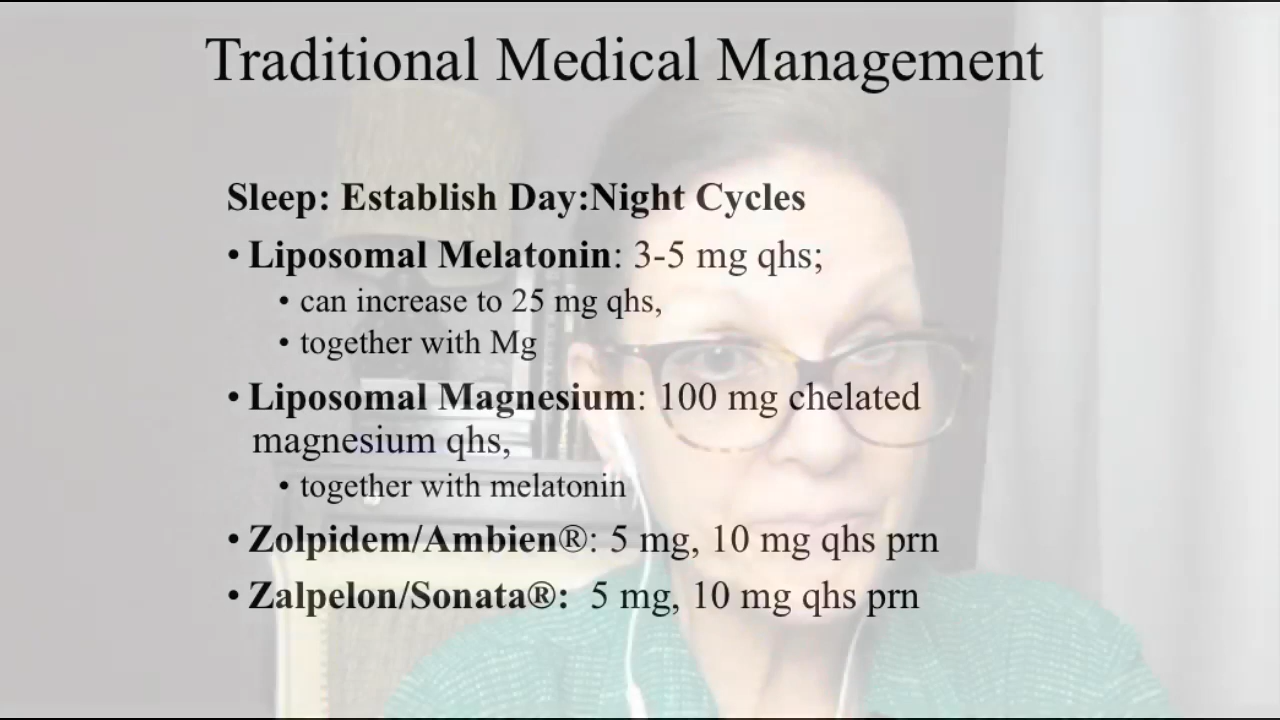 Traditional Medical Management
Sleep: Establish Day:Night Cycles
• Liposomal Melatonin: 3-5 mg qhs;
• can increase to 25 mg qhs,
• together with Mg
• Liposomal Magnesium: 100 mg chelated
magnesium qhs,
• together with melatonin
• Zolpidem/Ambien®: 5 mg, 10 mg qhs prn
• Zalpelon/Sonata®: 5 mg, 10 mg qhs prn